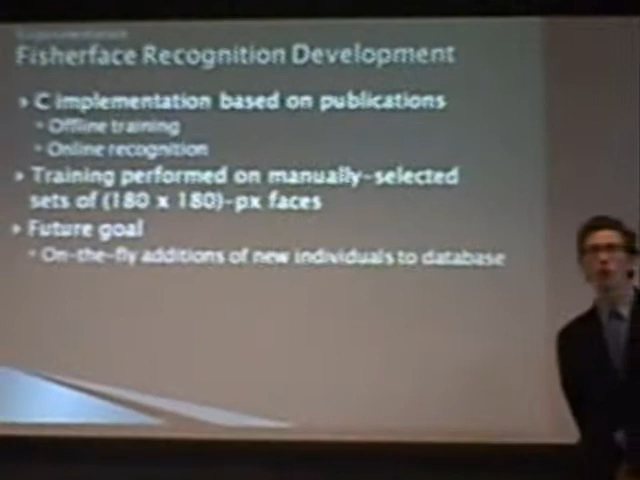 Fisherface Recognition Development
C implementation based on publications
Offline training
Online recognition
Training performed on manually-selected
sets of (180 x 180)-px faces
Future goal
On-the-fly additions of new individuals to database